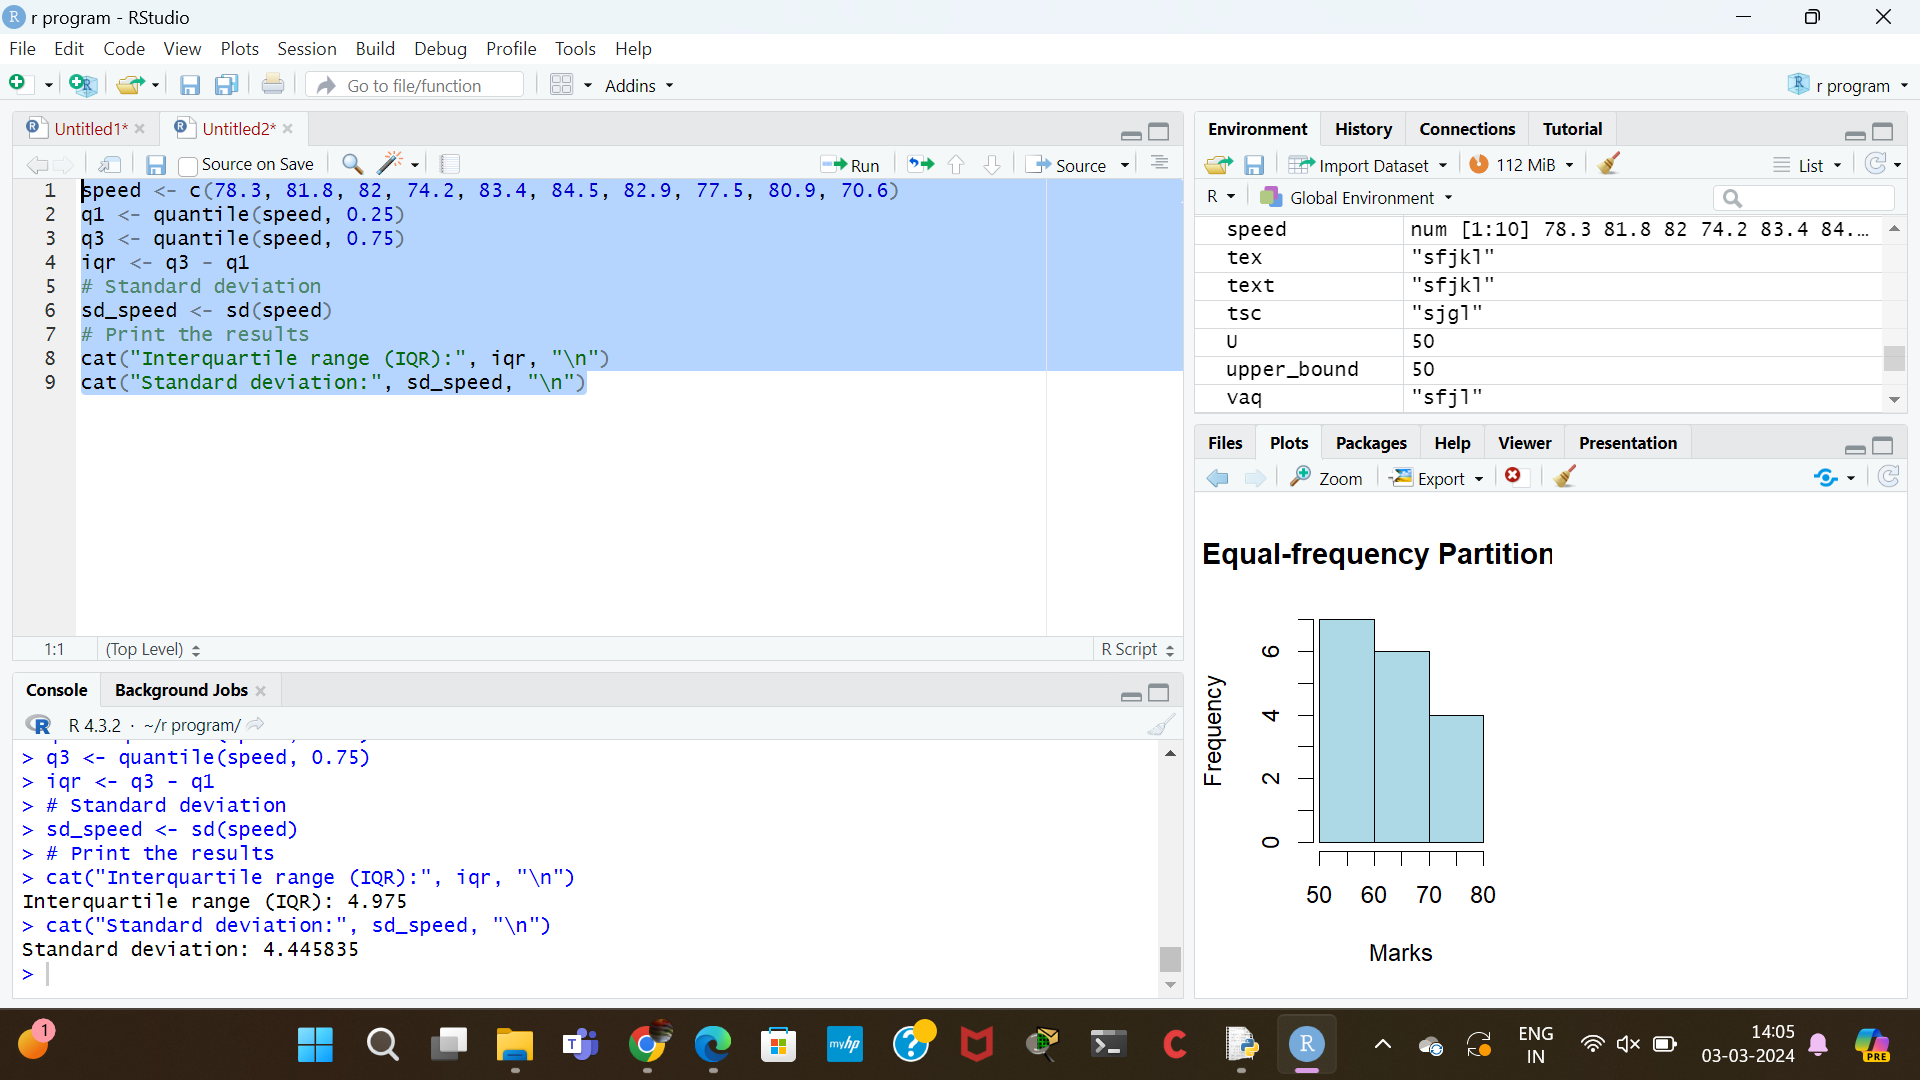 r program - RStudio
File Edit Code View Plots Session Build Debug Profile Tools Help
Go to file/function Addins r program
Untitled1* Untitled2*
Source on Save Run Source
1 speed <- c(78.3, 81.8, 82, 74.2, 83.4, 84.5, 82.9, 77.5, 80.9, 70.6)
2 q1 <- quantile(speed, 0.25)
3 q3 <- quantile(speed, 0.75)
4 iqr <- q3 - q1
5 # Standard deviation
6 sd_speed <- sd(speed)
7 # Print the results
8 cat("Interquartile range (IQR):", iqr, "\n")
9 cat("Standard deviation:", sd_speed, "\n")
1:1 (Top Level) R Script
Console Background Jobs
R 4.3.2 · ~/r program/
> q3 <- quantile(speed, 0.75)
> iqr <- q3 - q1
> # Standard deviation
> sd_speed <- sd(speed)
> # Print the results
> cat("Interquartile range (IQR):", iqr, "\n")
Interquartile range (IQR): 4.975
> cat("Standard deviation:", sd_speed, "\n")
Standard deviation: 4.445835
>
Environment History Connections Tutorial
Import Dataset 112 MiB List
R Global Environment
speed num [1:10] 78.3 81.8 82 74.2 83.4 84.…
tex "sfjkl"
text "sfjkl"
tsc "sjgl"
U 50
upper_bound 50
vaq "sfjl"
Files Plots Packages Help Viewer Presentation
Zoom Export
Equal-frequency Partition
Frequency
6
4
2
0
50 60 70 80
Marks
1 myhp ENG
IN
14:05
03-03-2024
PRE